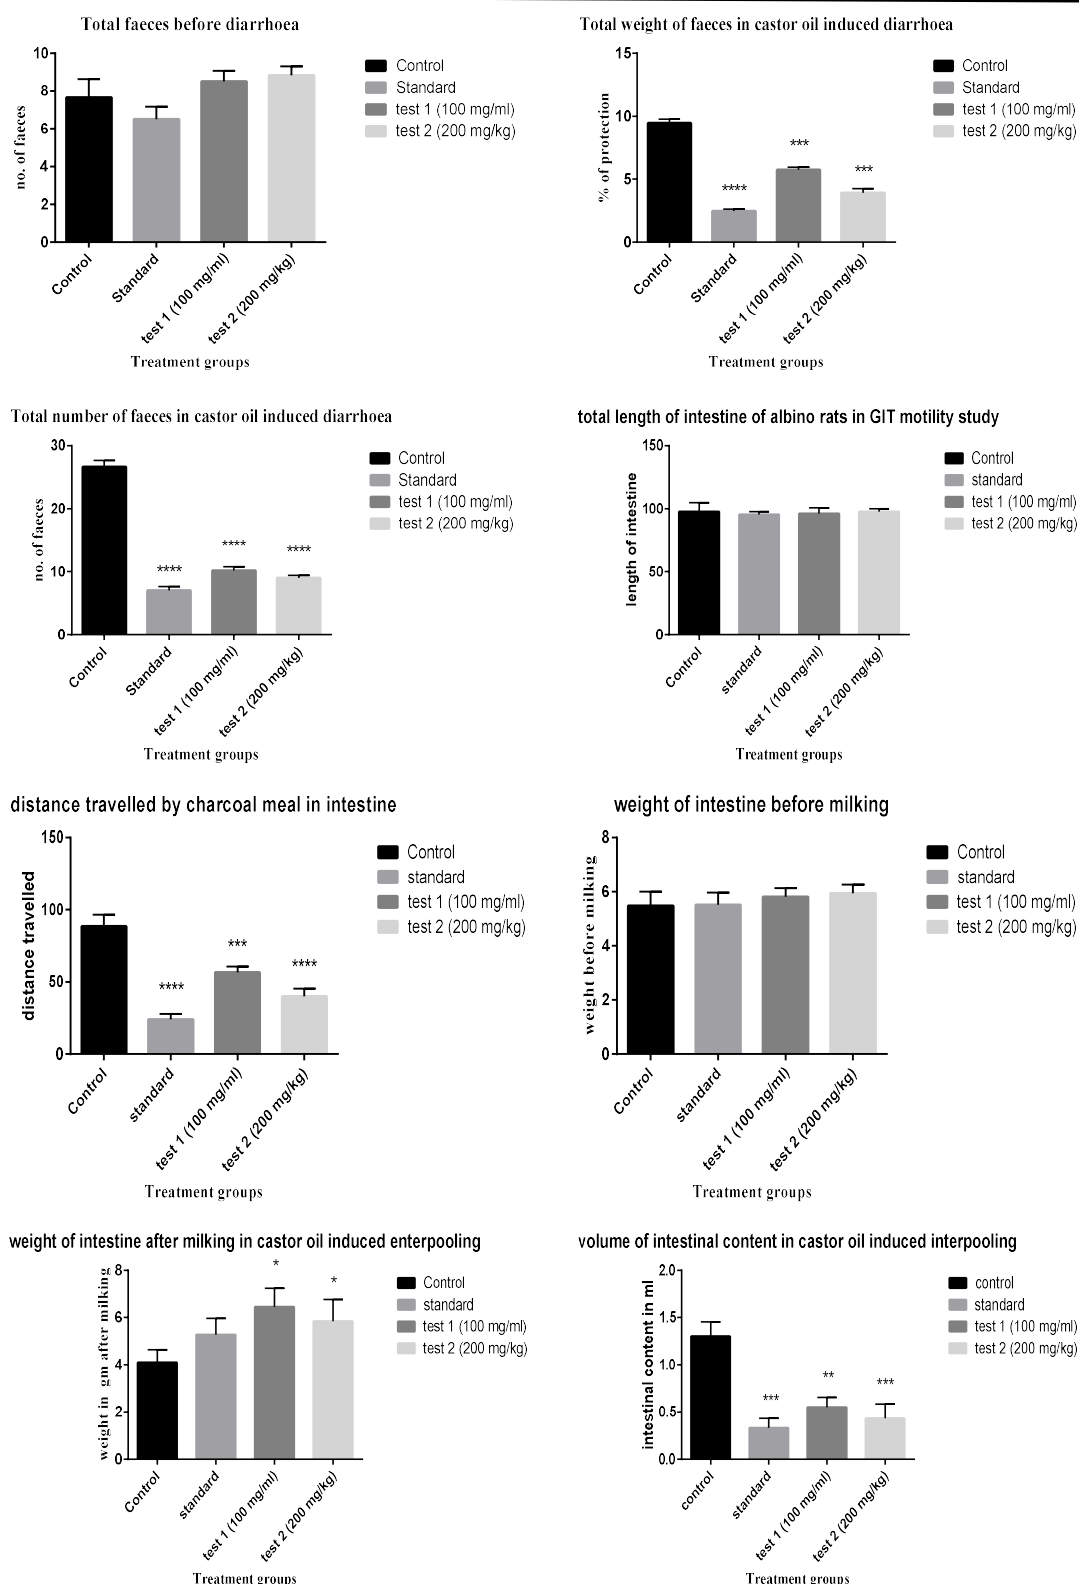 Total faeces before diarrhoea
no. of faeces
10
8
6
4
2
0
Control
Standard
test 1 (100 mg/ml)
test 2 (200 mg/kg)
Treatment groups
Control
Standard
test 1 (100 mg/ml)
test 2 (200 mg/kg)
Total weight of faeces in castor oil induced diarrhoea
% of protection
15
10
5
0
****
***
***
Control
Standard
test 1 (100 mg/ml)
test 2 (200 mg/kg)
Treatment groups
Control
Standard
test 1 (100 mg/ml)
test 2 (200 mg/kg)
Total number of faeces in castor oil induced diarrhoea
no. of faeces
30
20
10
0
****
****
****
Control
Standard
test 1 (100 mg/ml)
test 2 (200 mg/kg)
Treatment groups
Control
Standard
test 1 (100 mg/ml)
test 2 (200 mg/kg)
total length of intestine of albino rats in GIT motility study
length of intestine
150
100
50
0
Control
standard
test 1 (100 mg/ml)
test 2 (200 mg/kg)
Treatment groups
Control
standard
test 1 (100 mg/ml)
test 2 (200 mg/kg)
distance travelled by charcoal meal in intestine
distance travelled
150
100
50
0
****
***
****
Control
standard
test 1 (100 mg/ml)
test 2 (200 mg/kg)
Treatment groups
Control
standard
test 1 (100 mg/ml)
test 2 (200 mg/kg)
weight of intestine before milking
weight before milking
8
6
4
2
0
Control
standard
test 1 (100 mg/ml)
test 2 (200 mg/kg)
Treatment groups
Control
standard
test 1 (100 mg/ml)
test 2 (200 mg/kg)
weight of intestine after milking in castor oil induced enterpooling
weight in gm after milking
8
6
4
2
0
*
*
Control
standard
test 1 (100 mg/ml)
test 2 (200 mg/kg)
Treatment groups
Control
standard
test 1 (100 mg/ml)
test 2 (200 mg/kg)
volume of intestinal content in castor oil induced interpooling
intestinal content in ml
2.0
1.5
1.0
0.5
0.0
***
**
***
control
standard
test 1 (100 mg/ml)
test 2 (200 mg/kg)
Treatment groups
control
standard
test 1 (100 mg/ml)
test 2 (200 mg/kg)